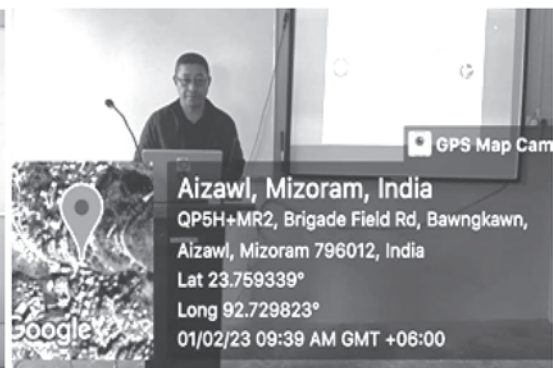 GPS Map Cam
Aizawl, Mizoram, India
QP5H+MR2, Brigade Field Rd, Bawngkawn,
Aizawl, Mizoram 796012, India
Lat 23.759339°
Long 92.729823°
01/02/23 09:39 AM GMT +06:00
Google